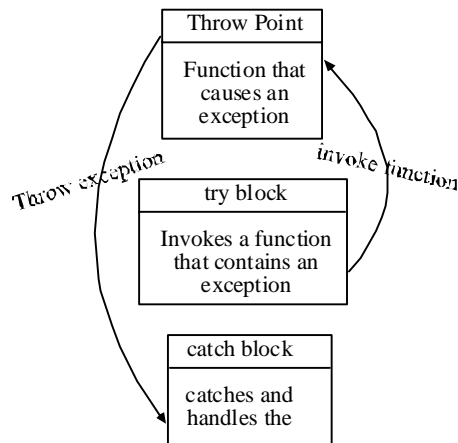 Throw Point
Function that
causes an
exception
Throw exception
invoke function
try block
Invokes a function
that contains an
exception
catch block
catches and
handles the